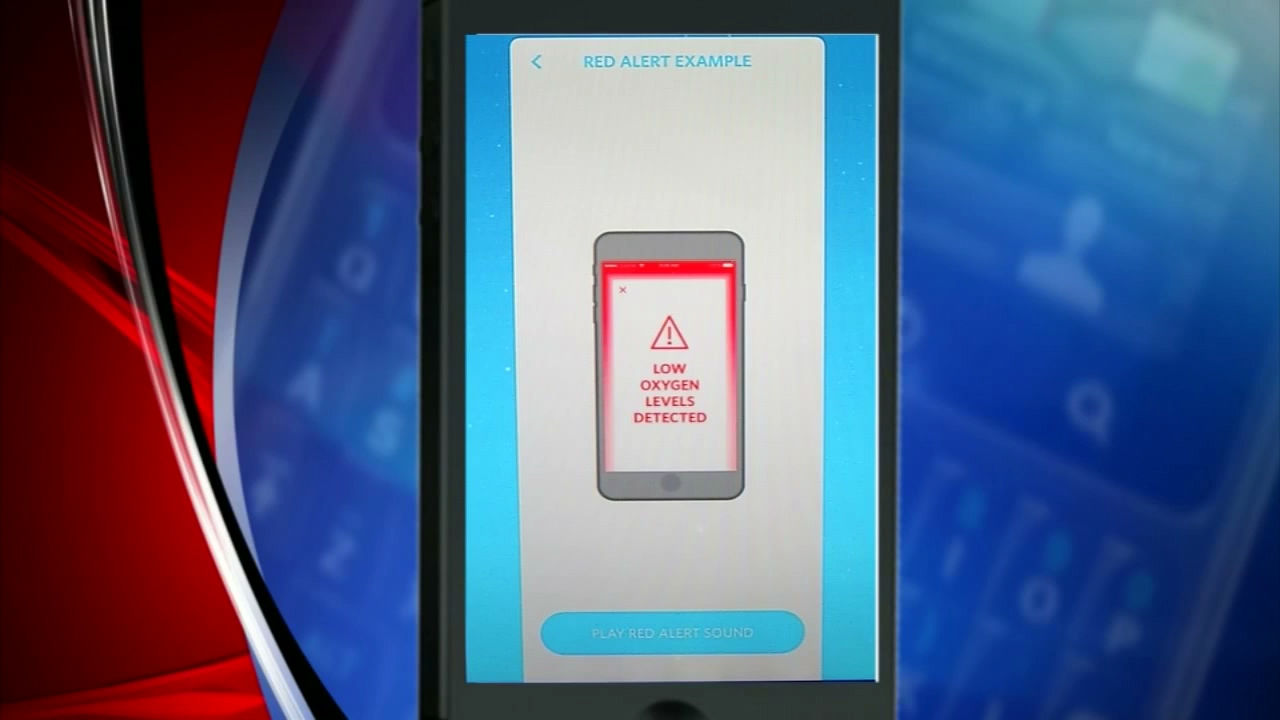 RED ALERT EXAMPLE
LOW
OXYGEN
LEVELS
DETECTED
PLAY RED ALERT SOUND